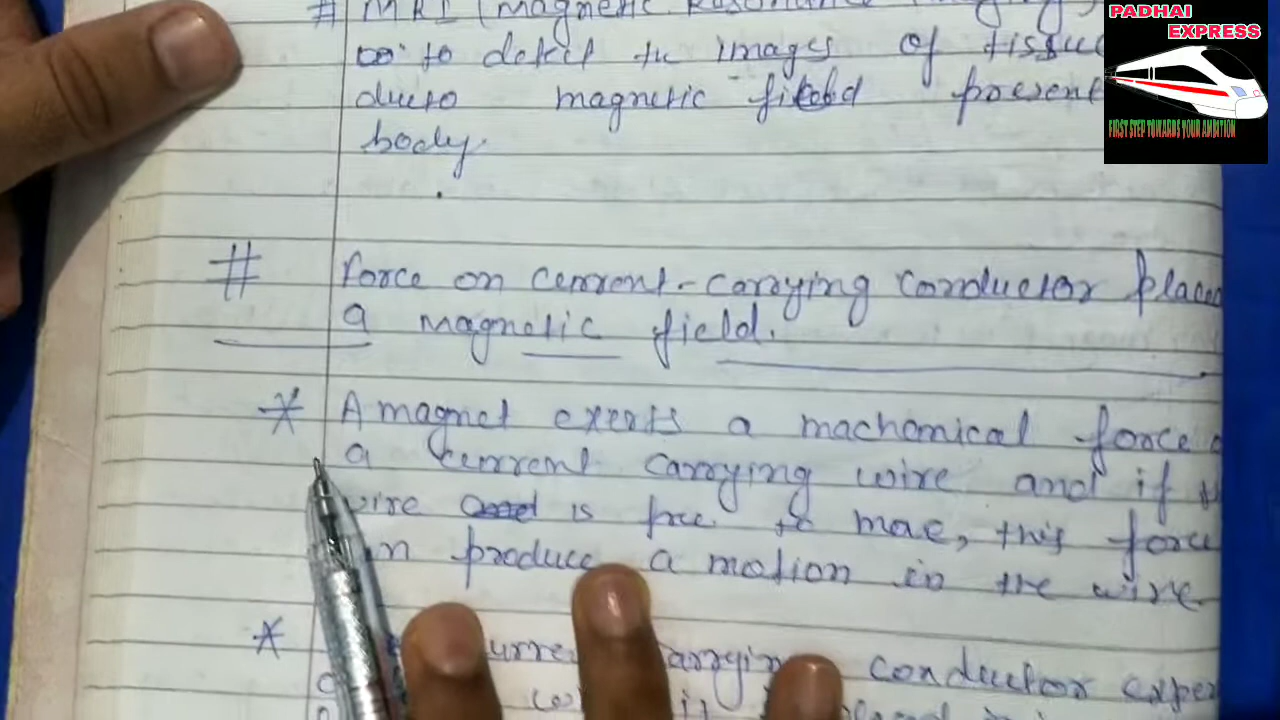 # MRI (Magnetic Resonance
to detect the images of tissue
due to magnetic field present
body.
# Force on current-carrying conductor placed
a magnetic field.
* A magnet exerts a machomical force
a current carrying wire and if
wire is free to move, this force
produce a motion in the wire
* carrying conductor exper
PADHAI
EXPRESS
FIRST STEP TOWARDS YOUR AMBITION